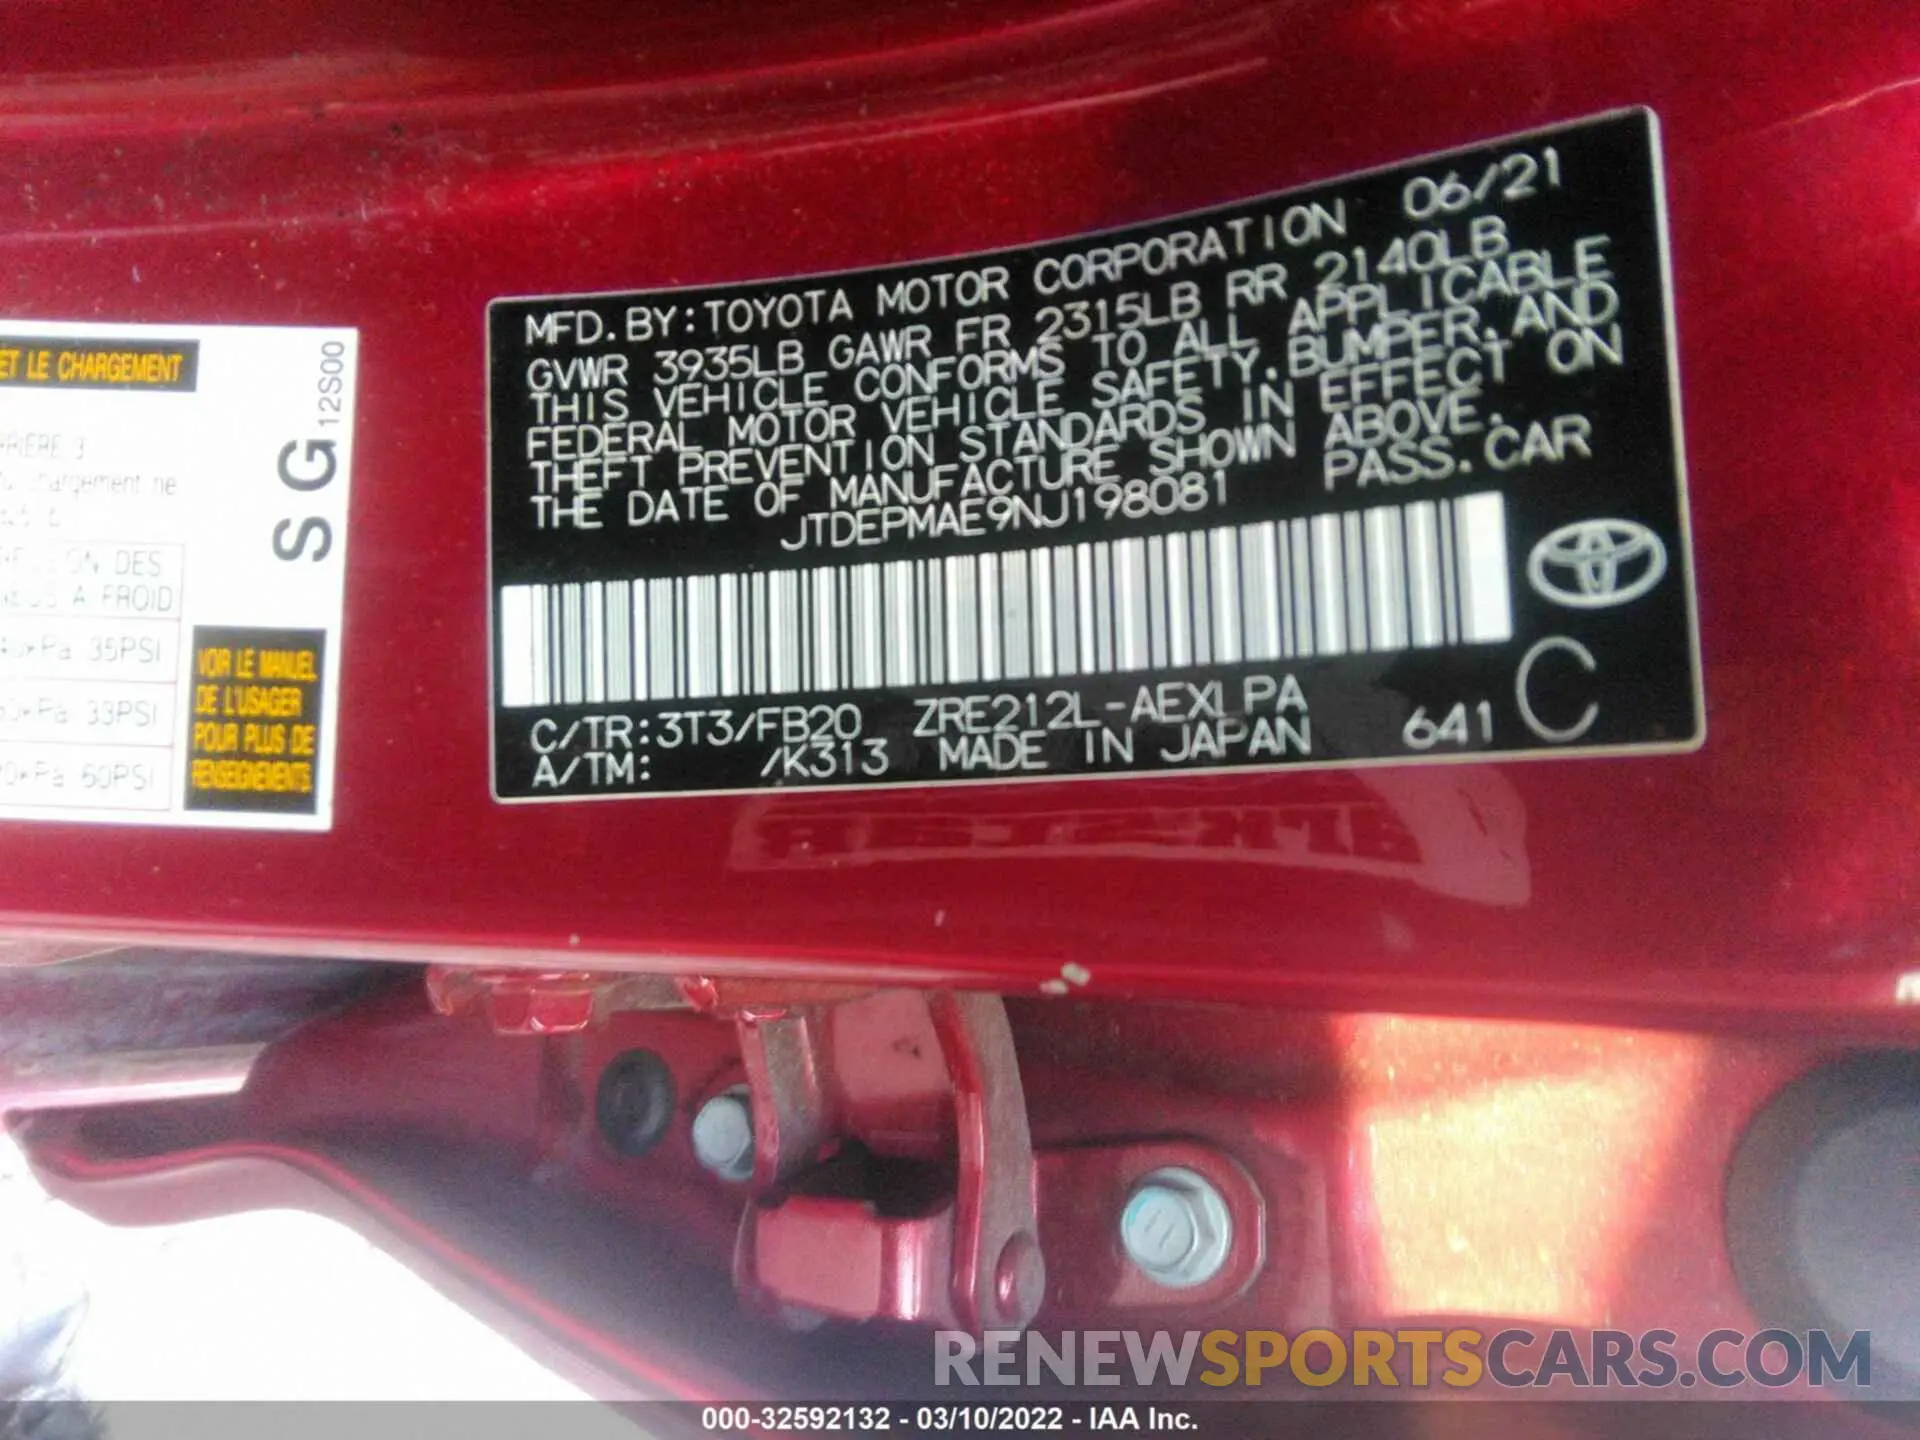 MFD.BY:TOYOTA MOTOR CORPORATION 06/21
GVWR 3935LB GAWR FR 2315LB RR 2140LB
THIS VEHICLE CONFORMS TO ALL APPLICABLE
FEDERAL MOTOR VEHICLE SAFETY,BUMPER,AND
THEFT PREVENTION STANDARDS IN EFFECT ON
THE DATE OF MANUFACTURE SHOWN ABOVE.
JTDEPMAE9NJ198081 PASS.CAR
C/TR:3T3/FB20 ZRE212L-AEXLPA
A/TM: /K313 MADE IN JAPAN 641 C
ET LE CHARGEMENT
12S00
S G
chargement ne
DES
A FROID
35PSI
33PSI
60PSI
VOIR LE MANUEL
DE L'USAGER
POUR PLUS DE
RENSEIGNEMENTS.
RENEWSPORTSCARS.COM
000-32592132 - 03/10/2022 - IAA Inc.